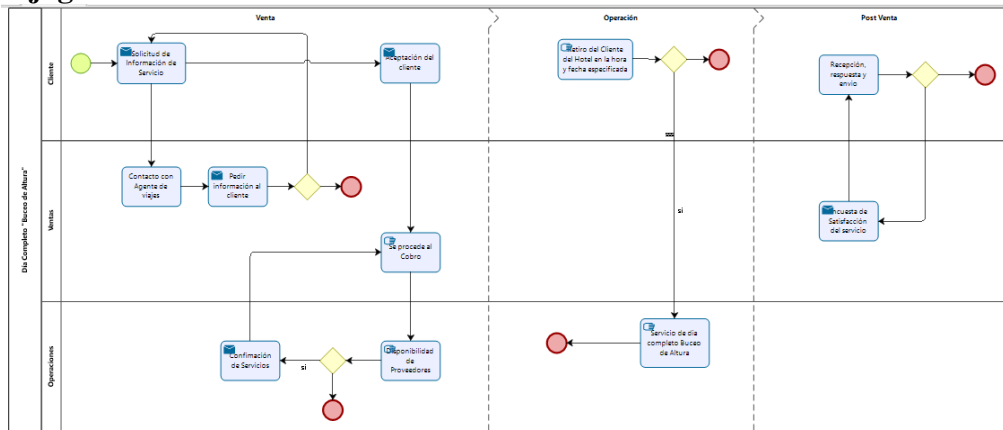 Venta
Operación
Post Venta
Día Completo "Buceo de Altura"
Cliente
Solicitud de
Información de
Servicio
Aceptación del
cliente
Retiro del Cliente
del Hotel en la hora
y fecha especificada
Recepción,
respuesta y
envio
Ventas
Contacto con
Agente de
viajes
Pedir
información al
cliente
si
Encuesta de
Satisfacción
del servicio
Se procede al
Cobro
Operaciones
Confimación
de Servicios
si
Disponibilidad
de
Proveedores
Servicio de día
completo Buceo
de Altura